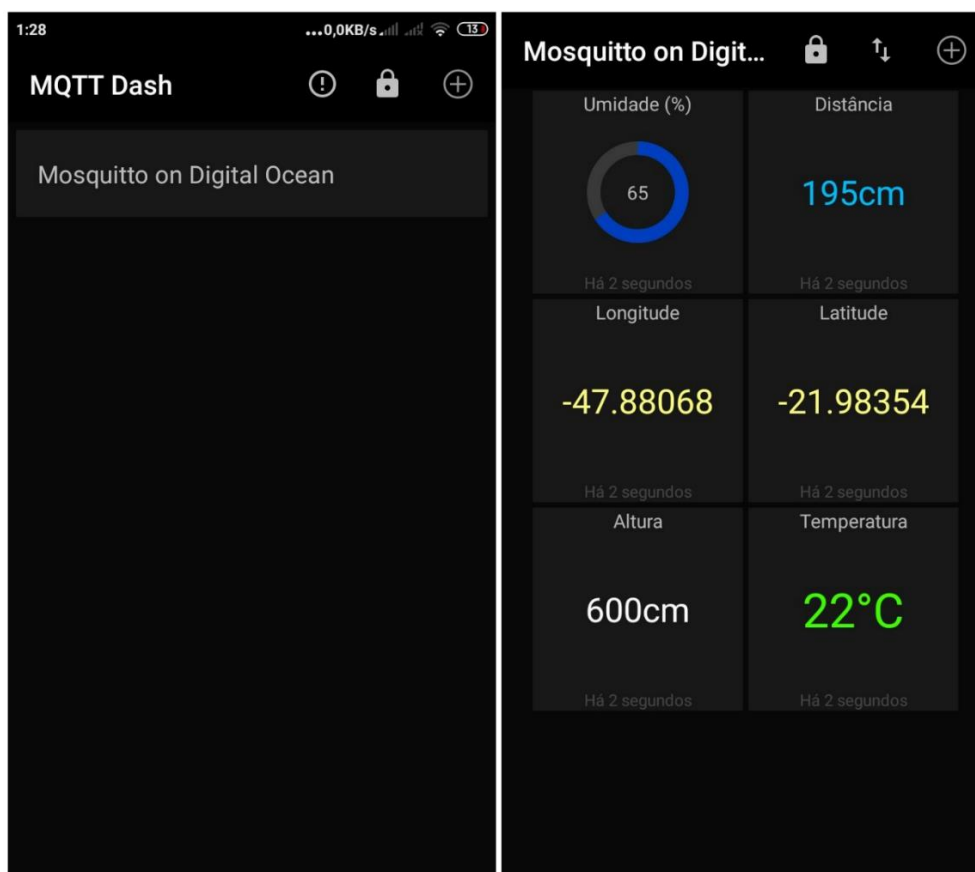 1:28
...0,0KB/s
13
MQTT Dash
Mosquitto on Digital Ocean
Mosquitto on Digit...
Umidade (%)
Distância
65
195cm
Há 2 segundos
Há 2 segundos
Longitude
Latitude
-47.88068
-21.98354
Há 2 segundos
Há 2 segundos
Altura
Temperatura
600cm
22°C
Há 2 segundos
Há 2 segundos